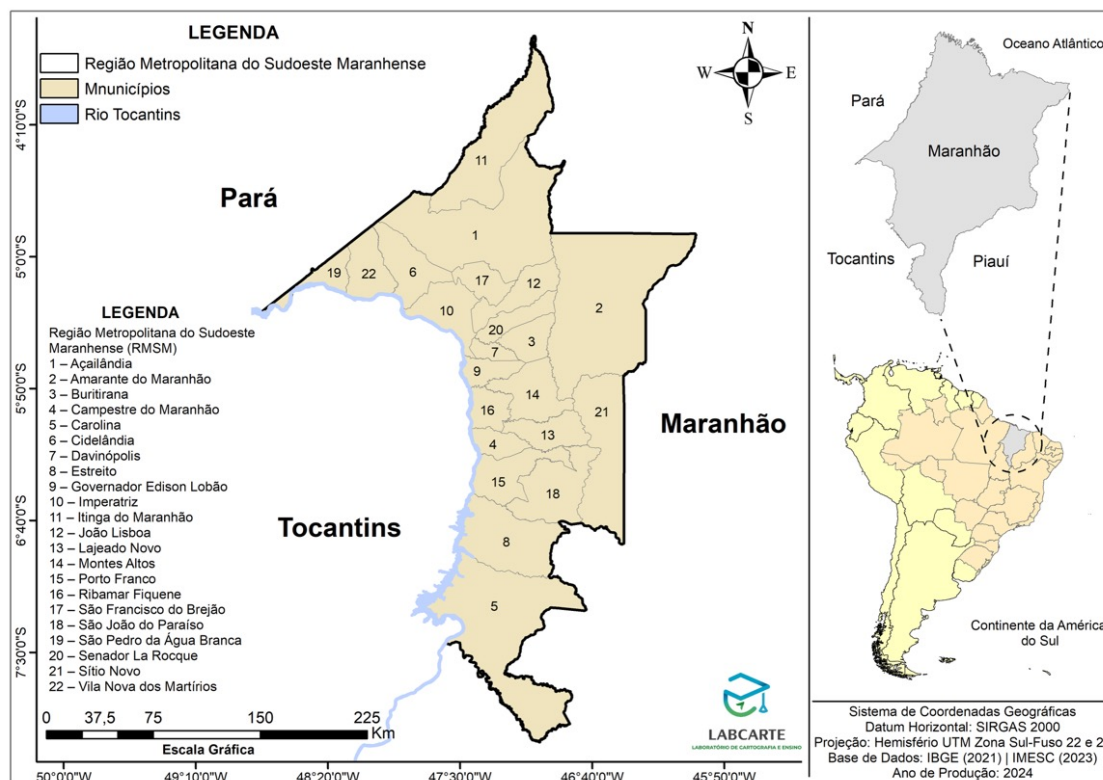 LEGENDA
Região Metropolitana do Sudoeste Maranhense
Mnunicípios
Rio Tocantins
N
W
E
S
4°10'0"S
5°0'0"S
5°50'0"S
6°40'0"S
7°30'0"S
Pará
Tocantins
Maranhão
11
1
19
22
6
17
12
2
10
20
3
7
9
14
21
16
13
4
15
18
8
5
LEGENDA
Região Metropolitana do Sudoeste
Maranhense (RMSM)
1 – Açailândia
2 – Amarante do Maranhão
3 – Buritirana
4 – Campestre do Maranhão
5 – Carolina
6 – Cidelândia
7 – Davinópolis
8 – Estreito
9 – Governador Edison Lobão
10 – Imperatriz
11 – Itinga do Maranhão
12 – João Lisboa
13 – Lajeado Novo
14 – Montes Altos
15 – Porto Franco
16 – Ribamar Fiquene
17 – São Francisco do Brejão
18 – São João do Paraíso
19 – São Pedro da Água Branca
20 – Senador La Rocque
21 – Sítio Novo
22 – Vila Nova dos Martírios
0 37,5 75 150 225
Km
Escala Gráfica
LABCARTE
LABORATÓRIO DE CARTOGRAFIA E ENSINO
50°0'0"W 49°10'0"W 48°20'0"W 47°30'0"W 46°40'0"W 45°50'0"W
Oceano Atlântico
Pará
Maranhão
Tocantins
Piauí
Continente da América
do Sul
Sistema de Coordenadas Geográficas
Datum Horizontal: SIRGAS 2000
Projeção: Hemisfério UTM Zona Sul-Fuso 22 e 2
Base de Dados: IBGE (2021) | IMESC (2023)
Ano de Produção: 2024